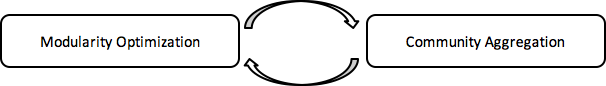 Modularity Optimization
Community Aggregation